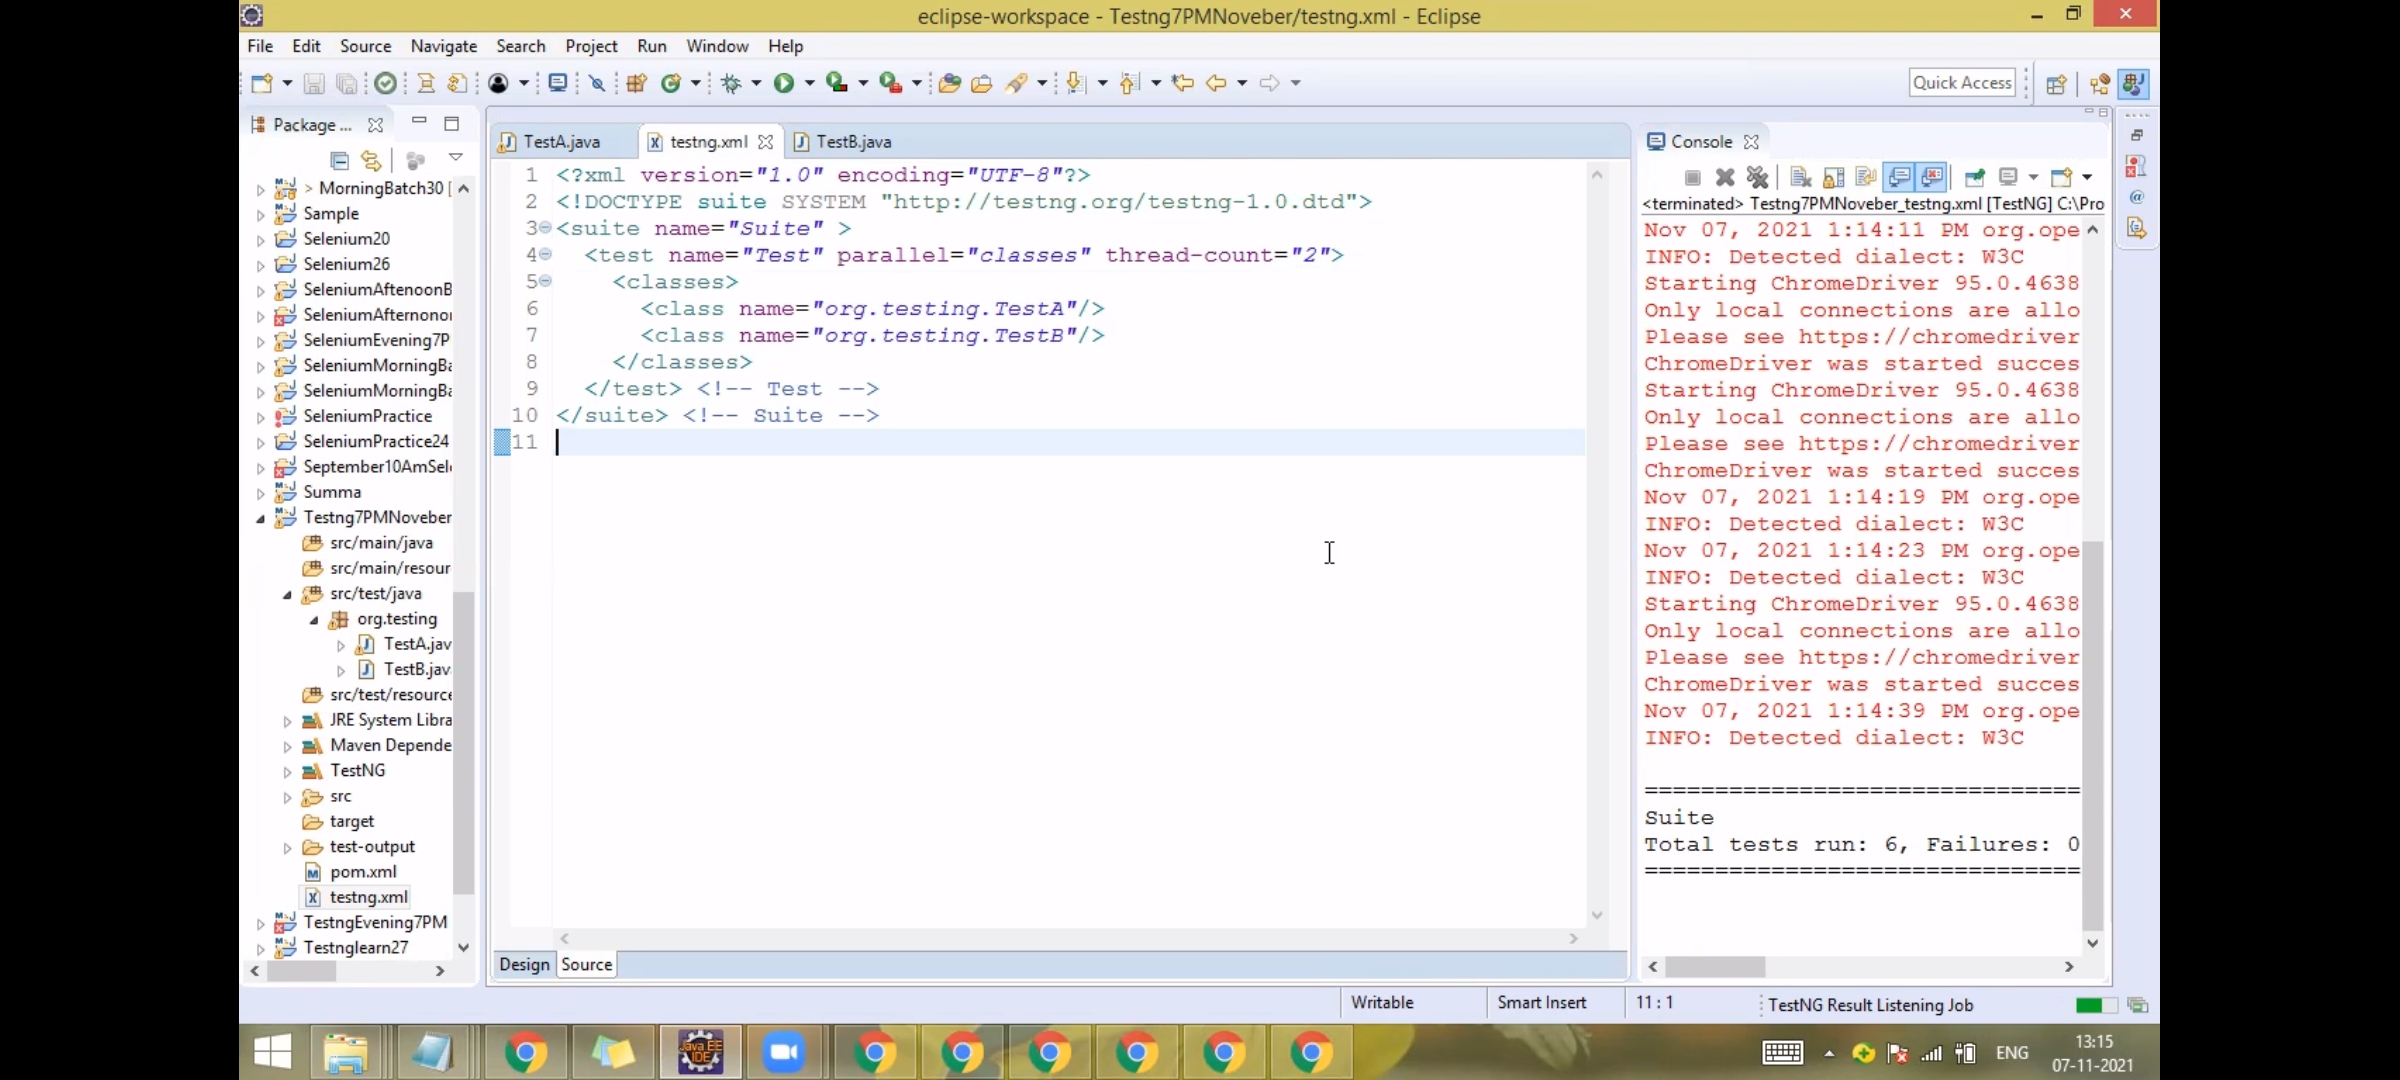 eclipse-workspace - Testng7PMNoveber/testng.xml - Eclipse
File Edit Source Navigate Search Project Run Window Help
Quick Access
Package ...
> MorningBatch30 [
Sample
Selenium20
Selenium26
SeleniumAftenoonB
SeleniumAfternono
SeleniumEvening7P
SeleniumMorningBa
SeleniumMorningBa
SeleniumPractice
SeleniumPractice24
September10AmSel
Summa
Testng7PMNoveber
src/main/java
src/main/resour
src/test/java
org.testing
TestA.jav
TestB.jav
src/test/resource
JRE System Libra
Maven Depende
TestNG
src
target
test-output
pom.xml
testng.xml
TestngEvening7PM
Testnglearn27
TestA.java testng.xml TestB.java
1 <?xml version="1.0" encoding="UTF-8"?>
2 <!DOCTYPE suite SYSTEM "http://testng.org/testng-1.0.dtd">
3 <suite name="Suite" >
4 <test name="Test" parallel="classes" thread-count="2">
5 <classes>
6 <class name="org.testing.TestA"/>
7 <class name="org.testing.TestB"/>
8 </classes>
9 </test> <!-- Test -->
10 </suite> <!-- Suite -->
11
Design Source
Console
<terminated> Testng7PMNoveber_testng.xml [TestNG] C:\Pro
Nov 07, 2021 1:14:11 PM org.ope
INFO: Detected dialect: W3C
Starting ChromeDriver 95.0.4638
Only local connections are allo
Please see https://chromedriver
ChromeDriver was started succes
Starting ChromeDriver 95.0.4638
Only local connections are allo
Please see https://chromedriver
ChromeDriver was started succes
Nov 07, 2021 1:14:19 PM org.ope
INFO: Detected dialect: W3C
Nov 07, 2021 1:14:23 PM org.ope
INFO: Detected dialect: W3C
Starting ChromeDriver 95.0.4638
Only local connections are allo
Please see https://chromedriver
ChromeDriver was started succes
Nov 07, 2021 1:14:39 PM org.ope
INFO: Detected dialect: W3C
===============================
Suite
Total tests run: 6, Failures: 0
===============================
Writable Smart Insert 11 : 1 TestNG Result Listening Job
Java EE
IDE
ENG
13:15
07-11-2021